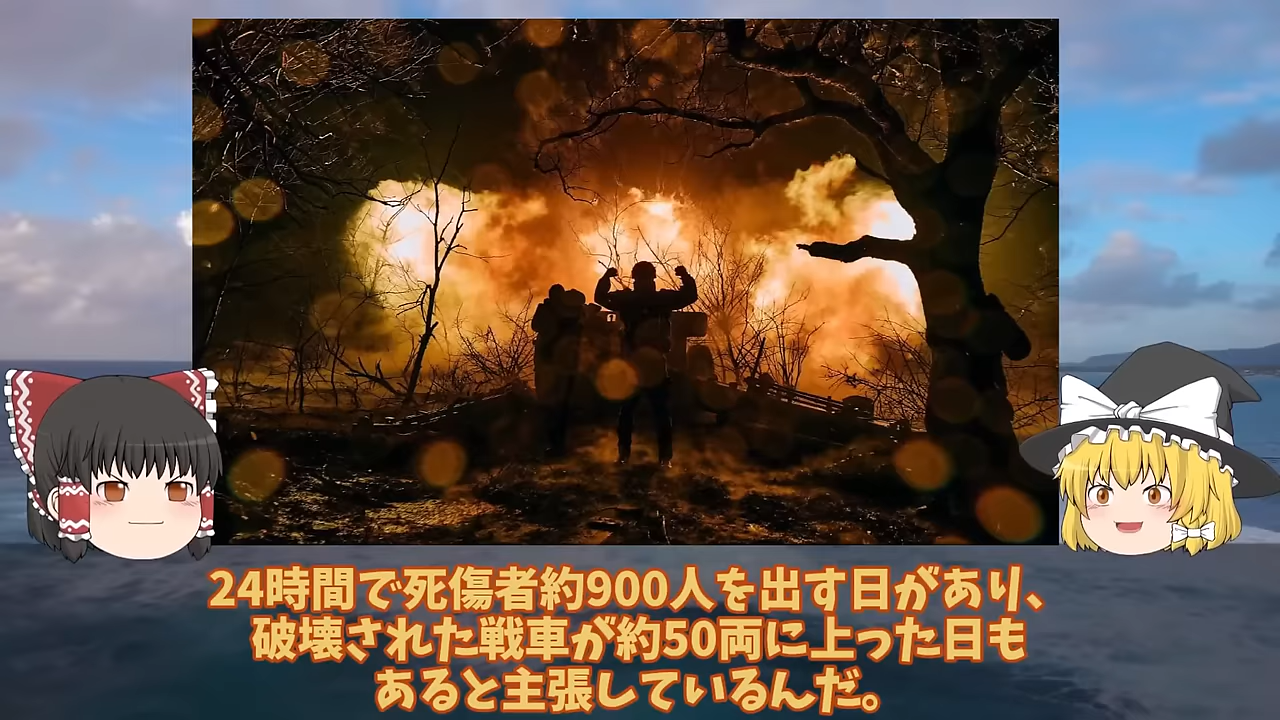 24時間で死傷者約900人を出す日があり、
破壊された戦車が約50両に上った日も
あると主張しているんだ。